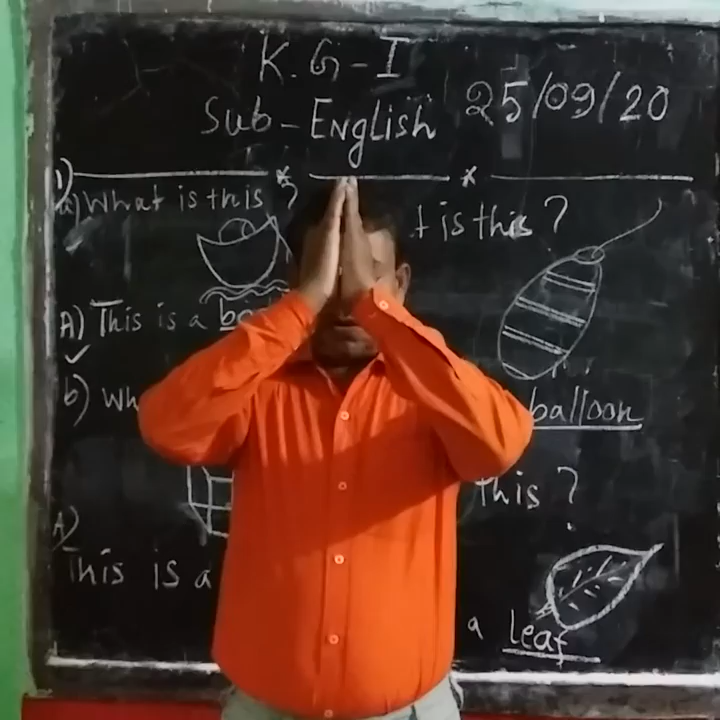 K.G-I
Sub-English 25/09/20
1)
a) What is this ?
t is this ?
A) This is a
balloon
b) Wh
this ?
A)
This is a
a leaf